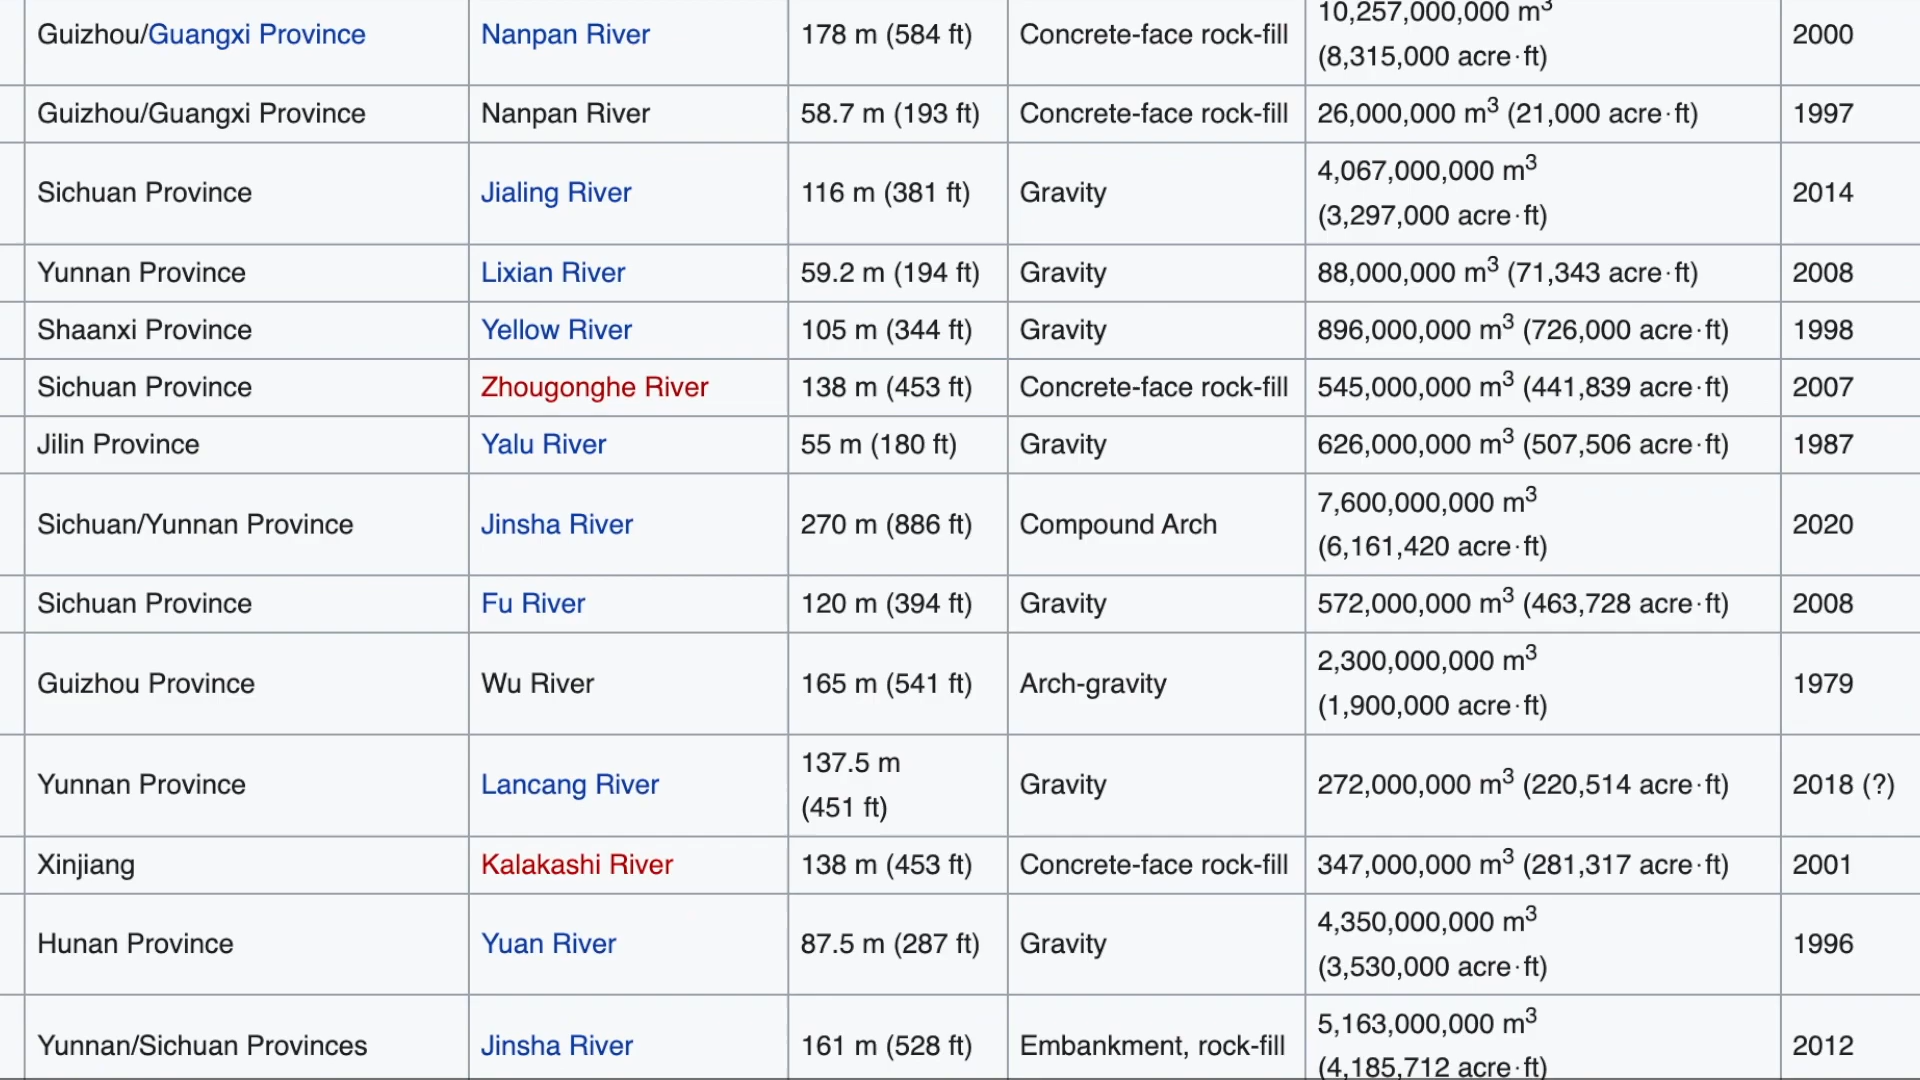 Guizhou/Guangxi Province Nanpan River 178 m (584 ft) Concrete-face rock-fill 10,257,000,000 m³ (8,315,000 acre·ft) 2000
Guizhou/Guangxi Province Nanpan River 58.7 m (193 ft) Concrete-face rock-fill 26,000,000 m³ (21,000 acre·ft) 1997
Sichuan Province Jialing River 116 m (381 ft) Gravity 4,067,000,000 m³ (3,297,000 acre·ft) 2014
Yunnan Province Lixian River 59.2 m (194 ft) Gravity 88,000,000 m³ (71,343 acre·ft) 2008
Shaanxi Province Yellow River 105 m (344 ft) Gravity 896,000,000 m³ (726,000 acre·ft) 1998
Sichuan Province Zhougonghe River 138 m (453 ft) Concrete-face rock-fill 545,000,000 m³ (441,839 acre·ft) 2007
Jilin Province Yalu River 55 m (180 ft) Gravity 626,000,000 m³ (507,506 acre·ft) 1987
Sichuan/Yunnan Province Jinsha River 270 m (886 ft) Compound Arch 7,600,000,000 m³ (6,161,420 acre·ft) 2020
Sichuan Province Fu River 120 m (394 ft) Gravity 572,000,000 m³ (463,728 acre·ft) 2008
Guizhou Province Wu River 165 m (541 ft) Arch-gravity 2,300,000,000 m³ (1,900,000 acre·ft) 1979
Yunnan Province Lancang River 137.5 m (451 ft) Gravity 272,000,000 m³ (220,514 acre·ft) 2018 (?)
Xinjiang Kalakashi River 138 m (453 ft) Concrete-face rock-fill 347,000,000 m³ (281,317 acre·ft) 2001
Hunan Province Yuan River 87.5 m (287 ft) Gravity 4,350,000,000 m³ (3,530,000 acre·ft) 1996
Yunnan/Sichuan Provinces Jinsha River 161 m (528 ft) Embankment, rock-fill 5,163,000,000 m³ (4,185,712 acre·ft) 2012